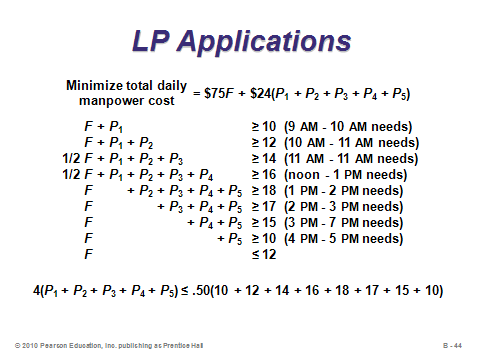 LP Applications
Minimize total daily
manpower cost = $75F + $24(P₁ + P₂ + P₃ + P₄ + P₅)
F + P₁ ≥ 10 (9 AM - 10 AM needs)
F + P₁ + P₂ ≥ 12 (10 AM - 11 AM needs)
1/2 F + P₁ + P₂ + P₃ ≥ 14 (11 AM - 11 AM needs)
1/2 F + P₁ + P₂ + P₃ + P₄ ≥ 16 (noon - 1 PM needs)
F + P₂ + P₃ + P₄ + P₅ ≥ 18 (1 PM - 2 PM needs)
F + P₃ + P₄ + P₅ ≥ 17 (2 PM - 3 PM needs)
F + P₄ + P₅ ≥ 15 (3 PM - 7 PM needs)
F + P₅ ≥ 10 (4 PM - 5 PM needs)
F ≤ 12
4(P₁ + P₂ + P₃ + P₄ + P₅) ≤ .50(10 + 12 + 14 + 16 + 18 + 17 + 15 + 10)
© 2010 Pearson Education, Inc. publishing as Prentice Hall B - 44